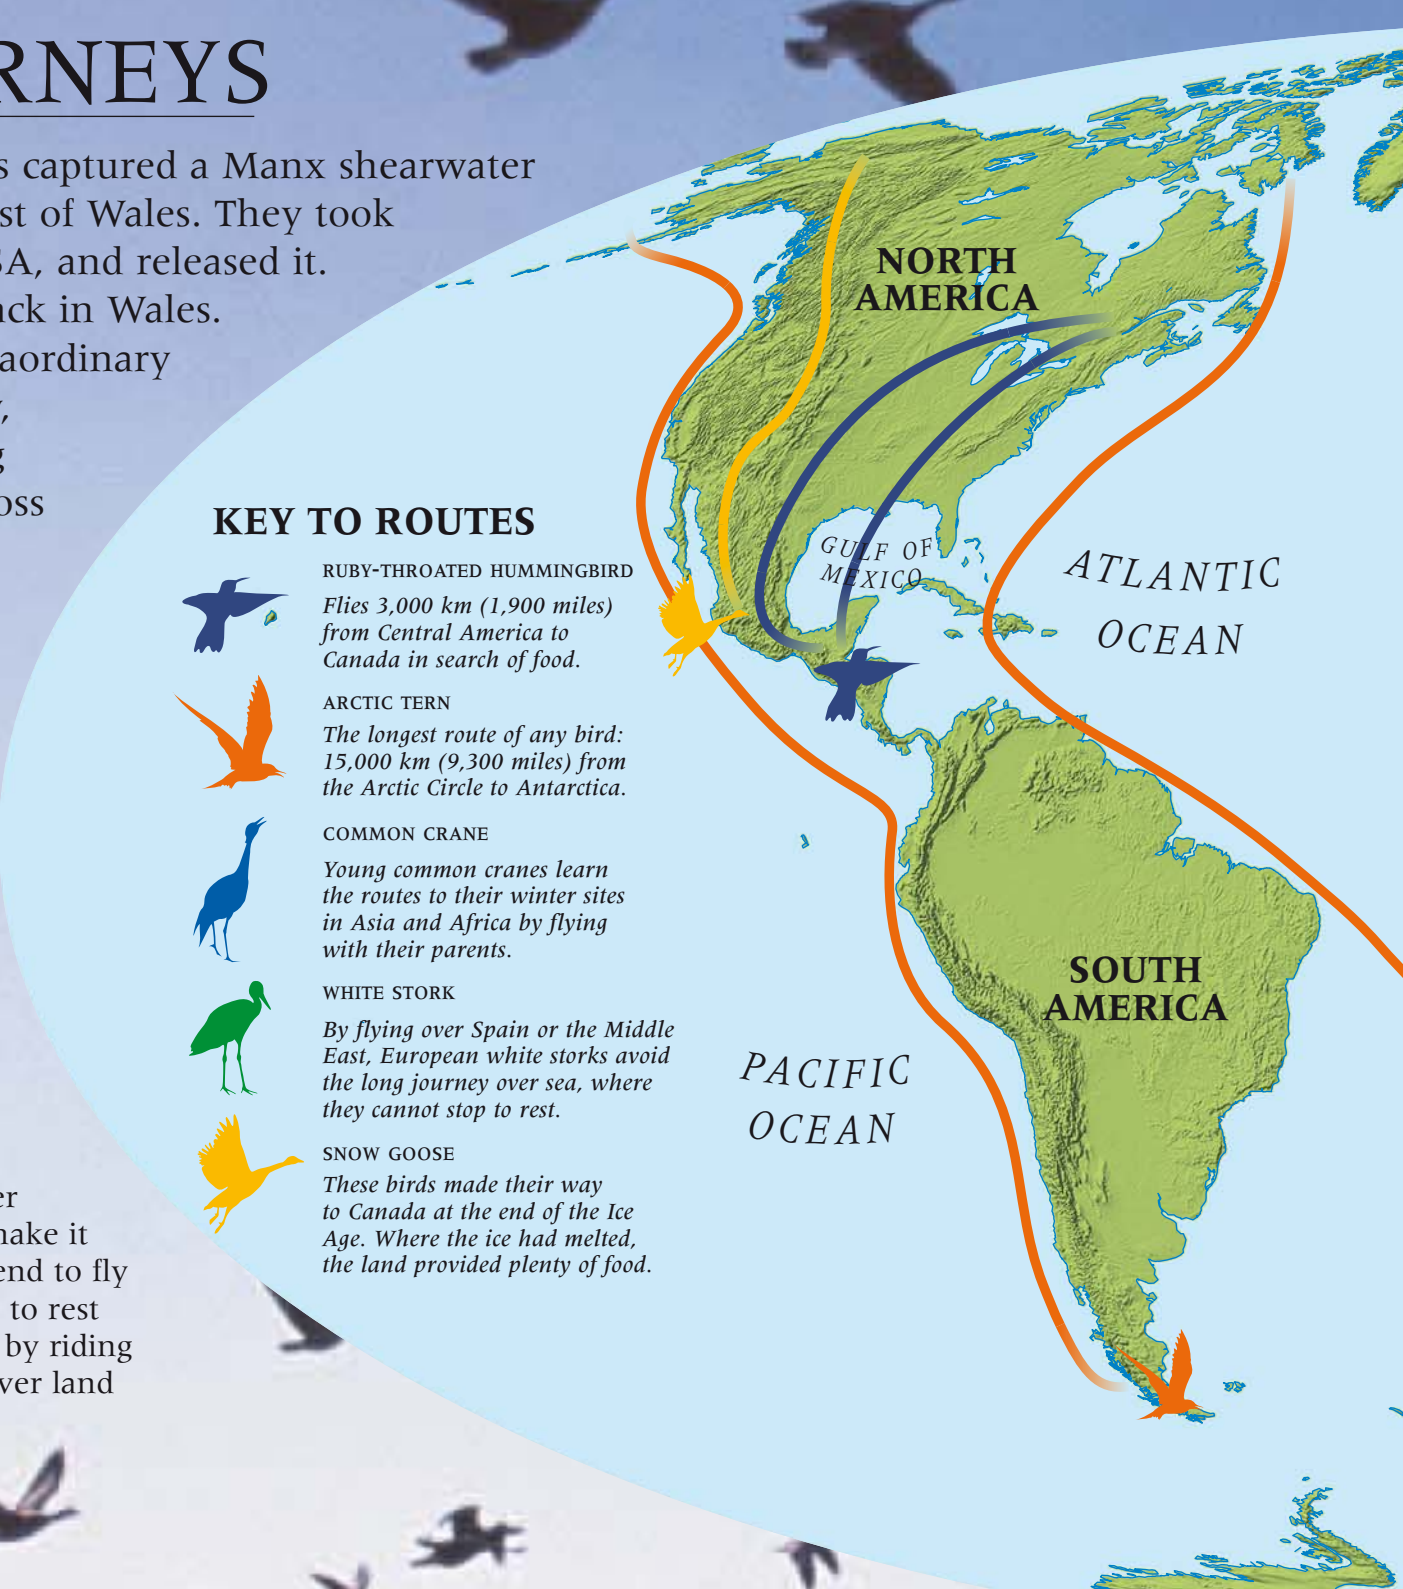 RNEYS
s captured a Manx shearwater
st of Wales. They took
SA, and released it.
ack in Wales.
aordinary
,
g
oss
NORTH
AMERICA
KEY TO ROUTES
RUBY-THROATED HUMMINGBIRD
Flies 3,000 km (1,900 miles)
from Central America to
Canada in search of food.
ARCTIC TERN
The longest route of any bird:
15,000 km (9,300 miles) from
the Arctic Circle to Antarctica.
COMMON CRANE
Young common cranes learn
the routes to their winter sites
in Asia and Africa by flying
with their parents.
WHITE STORK
By flying over Spain or the Middle
East, European white storks avoid
the long journey over sea, where
they cannot stop to rest.
SNOW GOOSE
These birds made their way
to Canada at the end of the Ice
Age. Where the ice had melted,
the land provided plenty of food.
GULF OF
MEXICO
ATLANTIC
OCEAN
SOUTH
AMERICA
PACIFIC
OCEAN
er
make it
end to fly
to rest
by riding
ver land